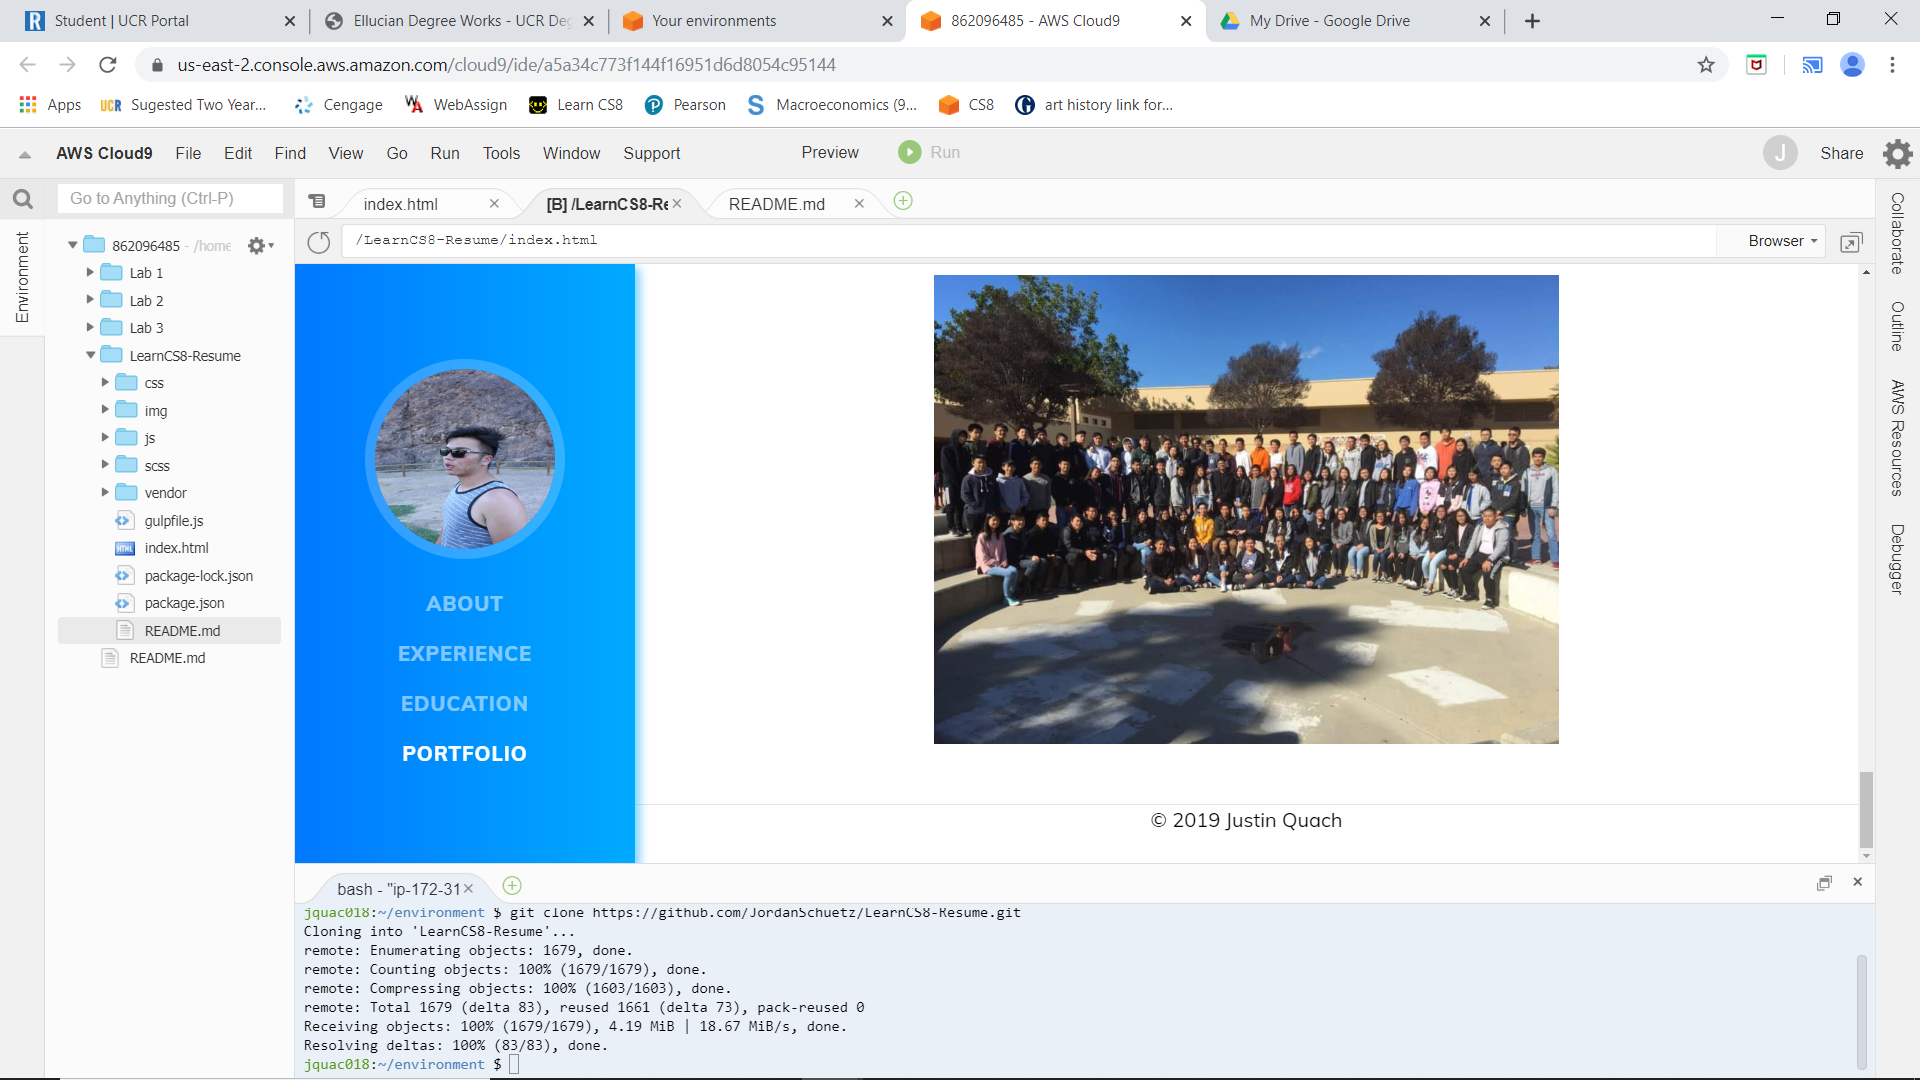 Student | UCR Portal
Ellucian Degree Works - UCR Deg
Your environments
862096485 - AWS Cloud9
My Drive - Google Drive
us-east-2.console.aws.amazon.com/cloud9/ide/a5a34c773f144f16951d6d8054c95144
Apps
UCR Sugested Two Year...
Cengage
WebAssign
Learn CS8
Pearson
Macroeconomics (9...
CS8
art history link for...
AWS Cloud9 File Edit Find View Go Run Tools Window Support Preview Run J Share
Go to Anything (Ctrl-P)
index.html
[B] /LearnCS8-Re
README.md
/LearnCS8-Resume/index.html
Browser
Environment
862096485 - /home
Lab 1
Lab 2
Lab 3
LearnCS8-Resume
css
img
js
scss
vendor
gulpfile.js
HTML index.html
package-lock.json
package.json
README.md
README.md
ABOUT
EXPERIENCE
EDUCATION
PORTFOLIO
© 2019 Justin Quach
Collaborate
Outline
AWS Resources
Debugger
bash - "ip-172-31
jquac018:~/environment $ git clone https://github.com/JordanSchuetz/LearnCS8-Resume.git
Cloning into 'LearnCS8-Resume'...
remote: Enumerating objects: 1679, done.
remote: Counting objects: 100% (1679/1679), done.
remote: Compressing objects: 100% (1603/1603), done.
remote: Total 1679 (delta 83), reused 1661 (delta 73), pack-reused 0
Receiving objects: 100% (1679/1679), 4.19 MiB | 18.67 MiB/s, done.
Resolving deltas: 100% (83/83), done.
jquac018:~/environment $